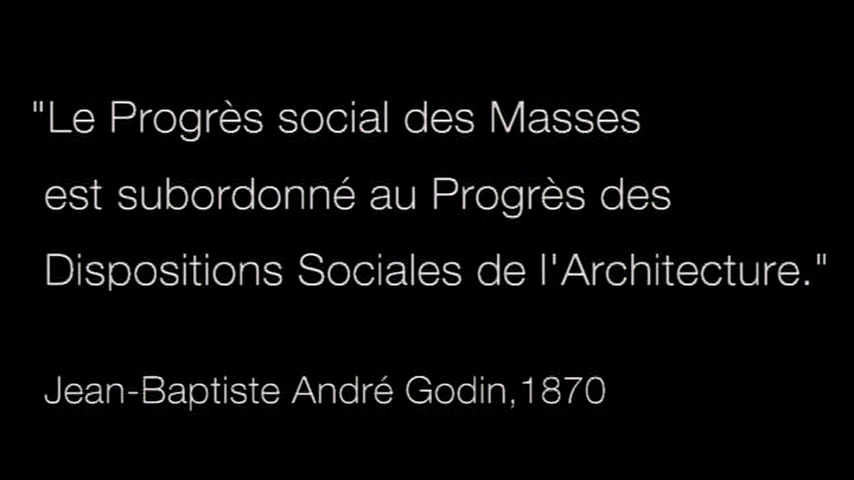 "Le Progrès social des Masses
est subordonné au Progrès des
Dispositions Sociales de l'Architecture."
Jean-Baptiste André Godin,1870